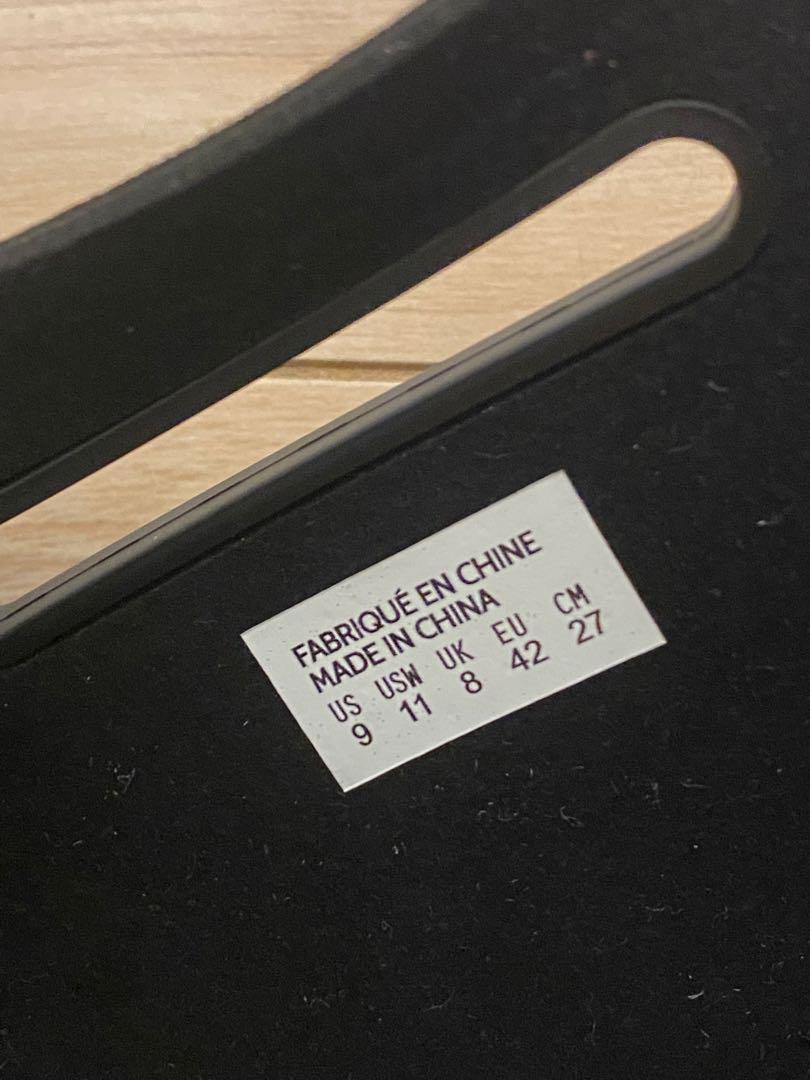 FABRIQUÉ EN CHINE
MADE IN CHINA
US USW UK EU CM
9 11 8 42 27